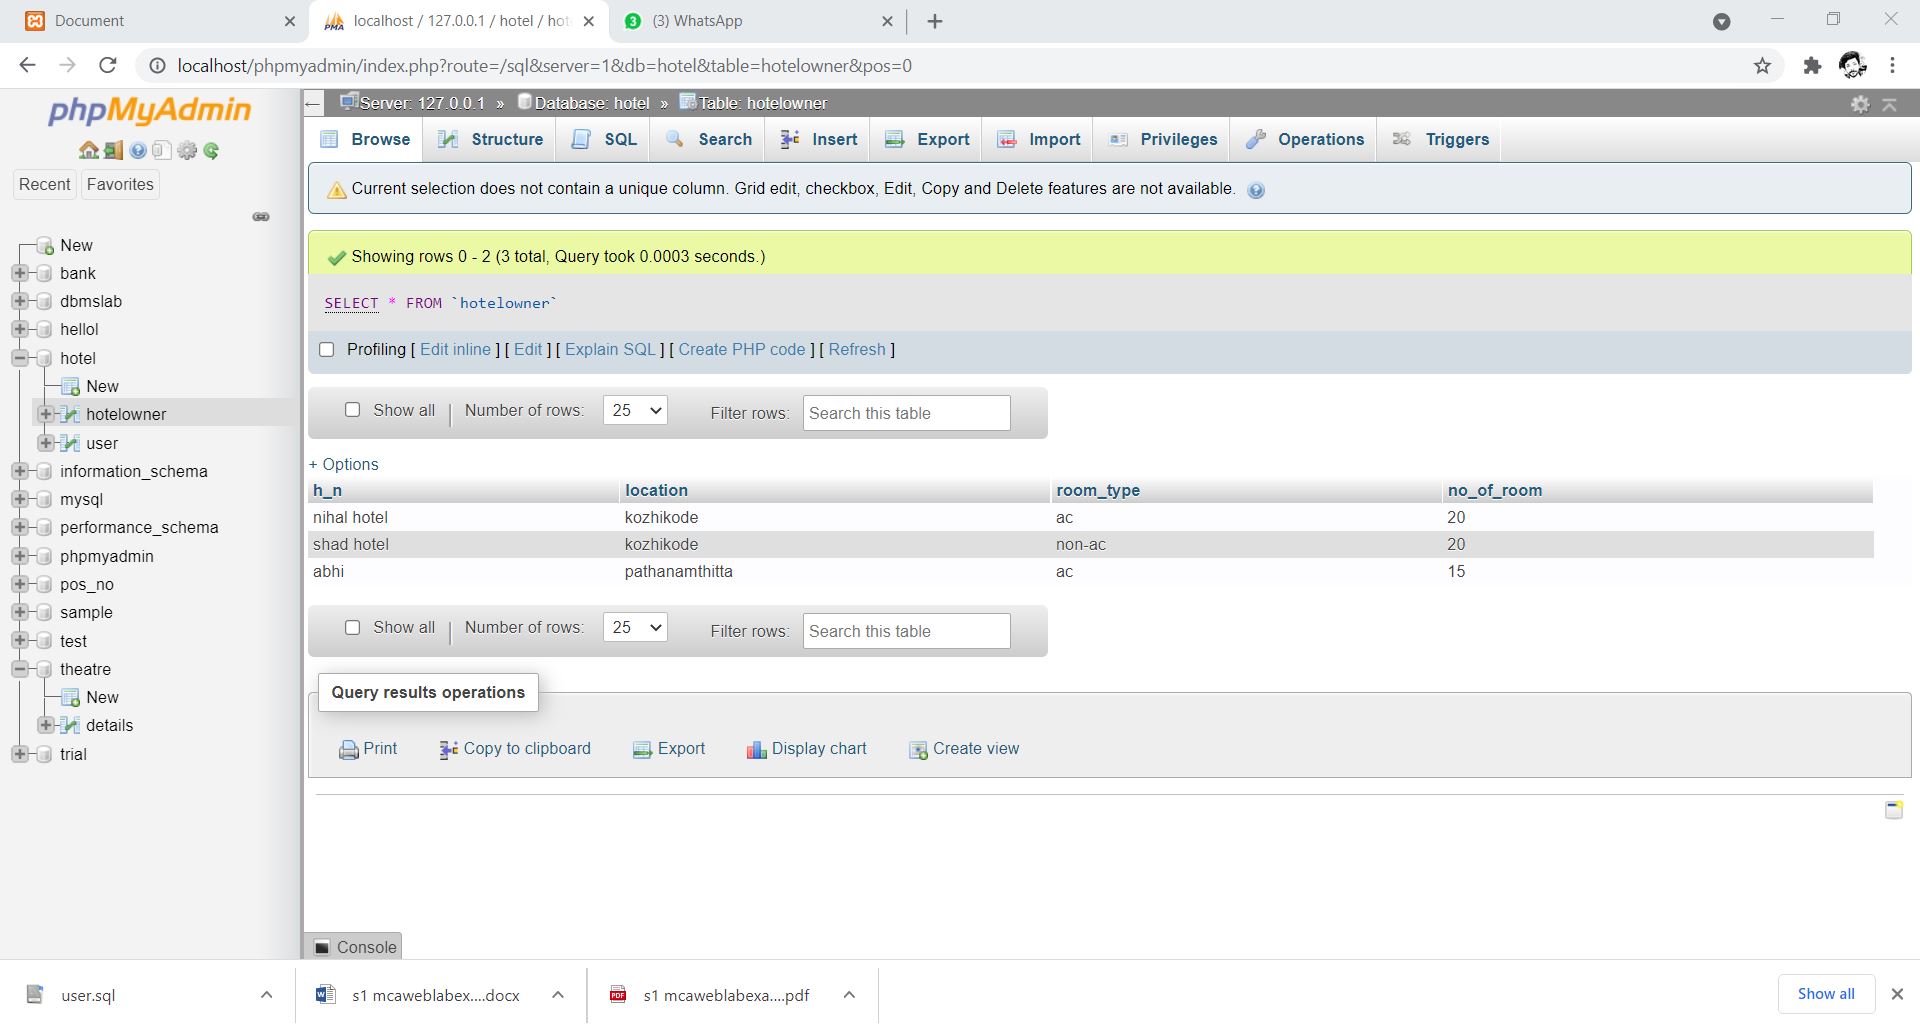 Document
localhost / 127.0.0.1 / hotel / hot
3 (3) WhatsApp
localhost/phpmyadmin/index.php?route=/sql&server=1&db=hotel&table=hotelowner&pos=0
phpMyAdmin
Recent Favorites
New
bank
dbmslab
hellol
hotel
New
hotelowner
user
information_schema
mysql
performance_schema
phpmyadmin
pos_no
sample
test
theatre
New
details
trial
Server: 127.0.0.1 » Database: hotel » Table: hotelowner
Browse Structure SQL Search Insert Export Import Privileges Operations Triggers
Current selection does not contain a unique column. Grid edit, checkbox, Edit, Copy and Delete features are not available.
Showing rows 0 - 2 (3 total, Query took 0.0003 seconds.)
SELECT * FROM `hotelowner`
Profiling [ Edit inline ] [ Edit ] [ Explain SQL ] [ Create PHP code ] [ Refresh ]
Show all | Number of rows: 25 Filter rows: Search this table
+ Options
h_n location room_type no_of_room
nihal hotel kozhikode ac 20
shad hotel kozhikode non-ac 20
abhi pathanamthitta ac 15
Show all | Number of rows: 25 Filter rows: Search this table
Query results operations
Print Copy to clipboard Export Display chart Create view
Console
user.sql s1 mcaweblabex....docx PDF s1 mcaweblabexa....pdf Show all